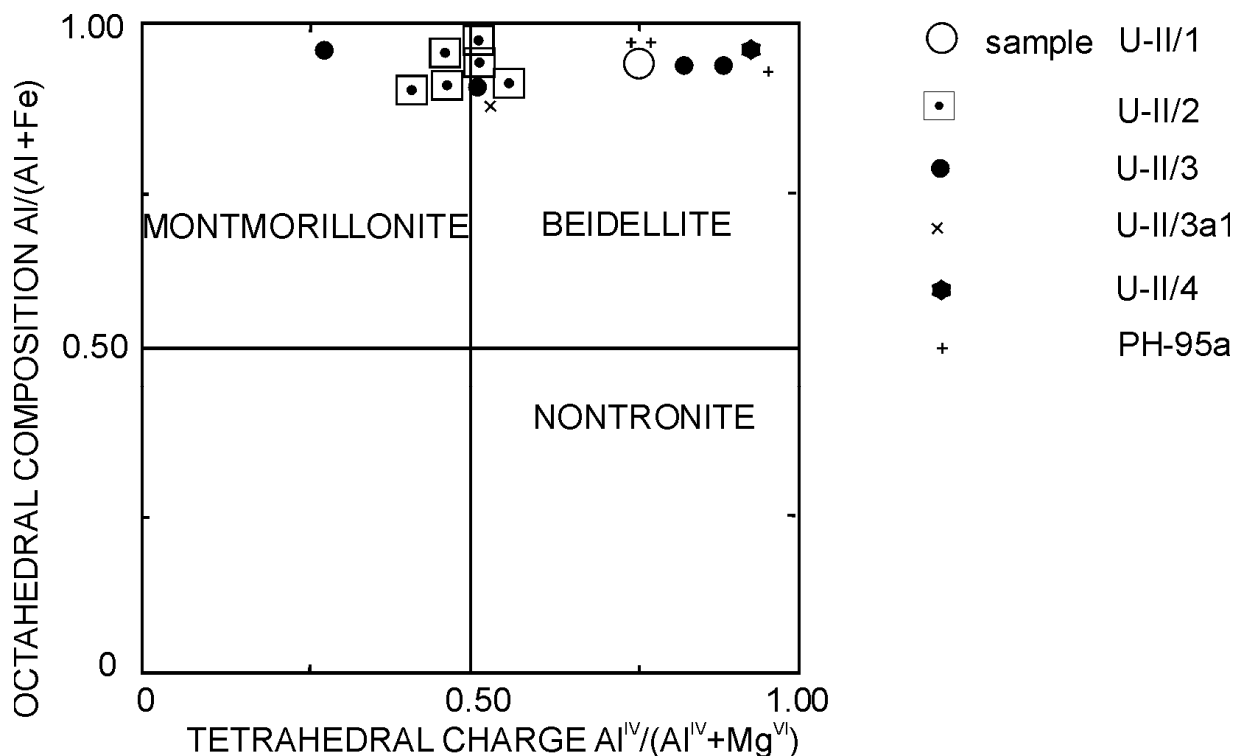 1.00
0.50
0
OCTAHEDRAL COMPOSITION Al/(Al+Fe)
MONTMORILLONITE
BEIDELLITE
NONTRONITE
0
0.50
1.00
TETRAHEDRAL CHARGE Al^IV/(Al^IV+Mg^VI)
sample U-II/1
U-II/2
U-II/3
U-II/3a1
U-II/4
PH-95a